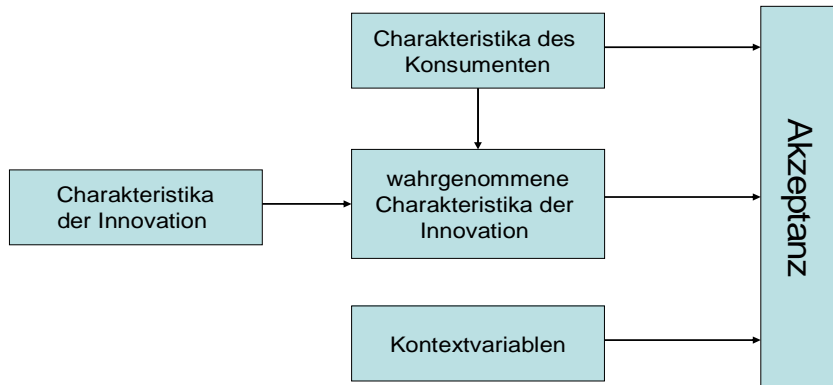 Charakteristika des
Konsumenten
Charakteristika
der Innovation
wahrgenommene
Charakteristika der
Innovation
Kontextvariablen
Akzeptanz